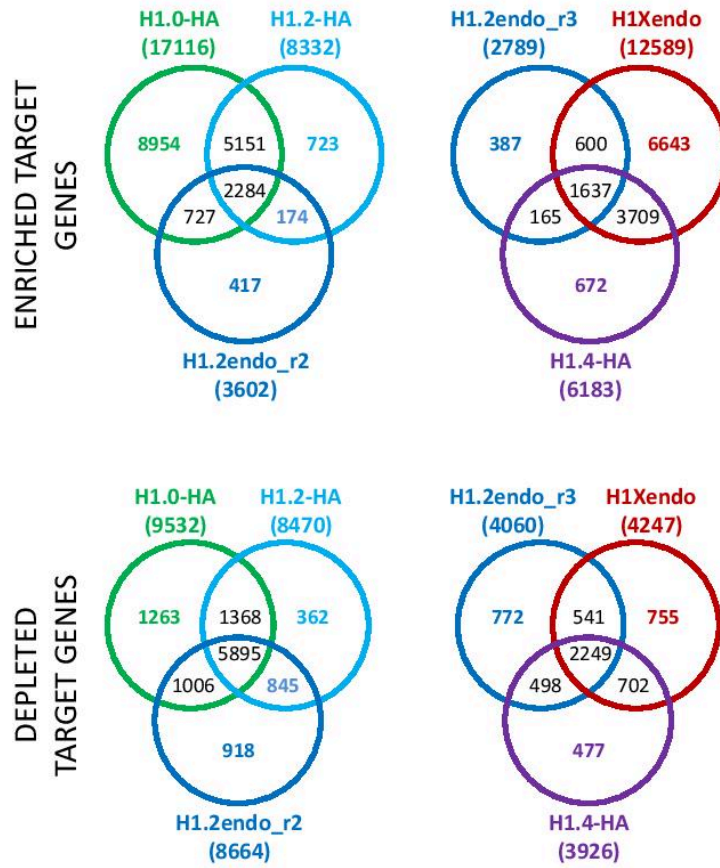 ENRICHED TARGET
GENES
H1.0-HA
(17116)
H1.2-HA
(8332)
8954
5151
723
2284
727
174
417
H1.2endo_r2
(3602)
H1.2endo_r3
(2789)
H1Xendo
(12589)
387
600
6643
1637
165
3709
672
H1.4-HA
(6183)
DEPLETED
TARGET GENES
H1.0-HA
(9532)
H1.2-HA
(8470)
1263
1368
362
5895
1006
845
918
H1.2endo_r2
(8664)
H1.2endo_r3
(4060)
H1Xendo
(4247)
772
541
755
2249
498
702
477
H1.4-HA
(3926)